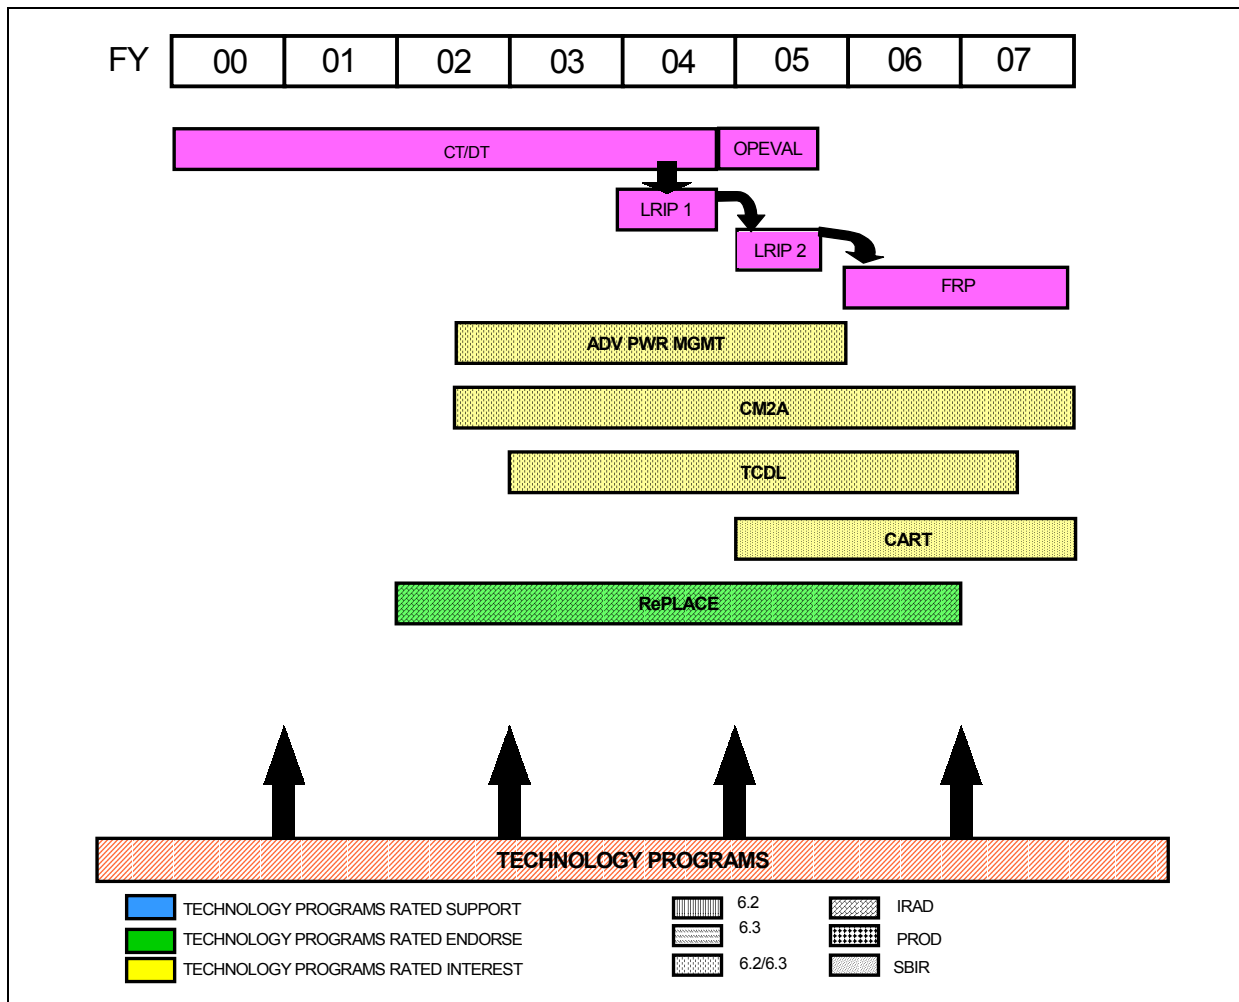 FY 00 01 02 03 04 05 06 07
CT/DT OPEVAL
LRIP 1
LRIP 2
FRP
ADV PWR MGMT
CM2A
TCDL
CART
RePLACE
TECHNOLOGY PROGRAMS
TECHNOLOGY PROGRAMS RATED SUPPORT
TECHNOLOGY PROGRAMS RATED ENDORSE
TECHNOLOGY PROGRAMS RATED INTEREST
6.2
6.3
6.2/6.3
IRAD
PROD
SBIR